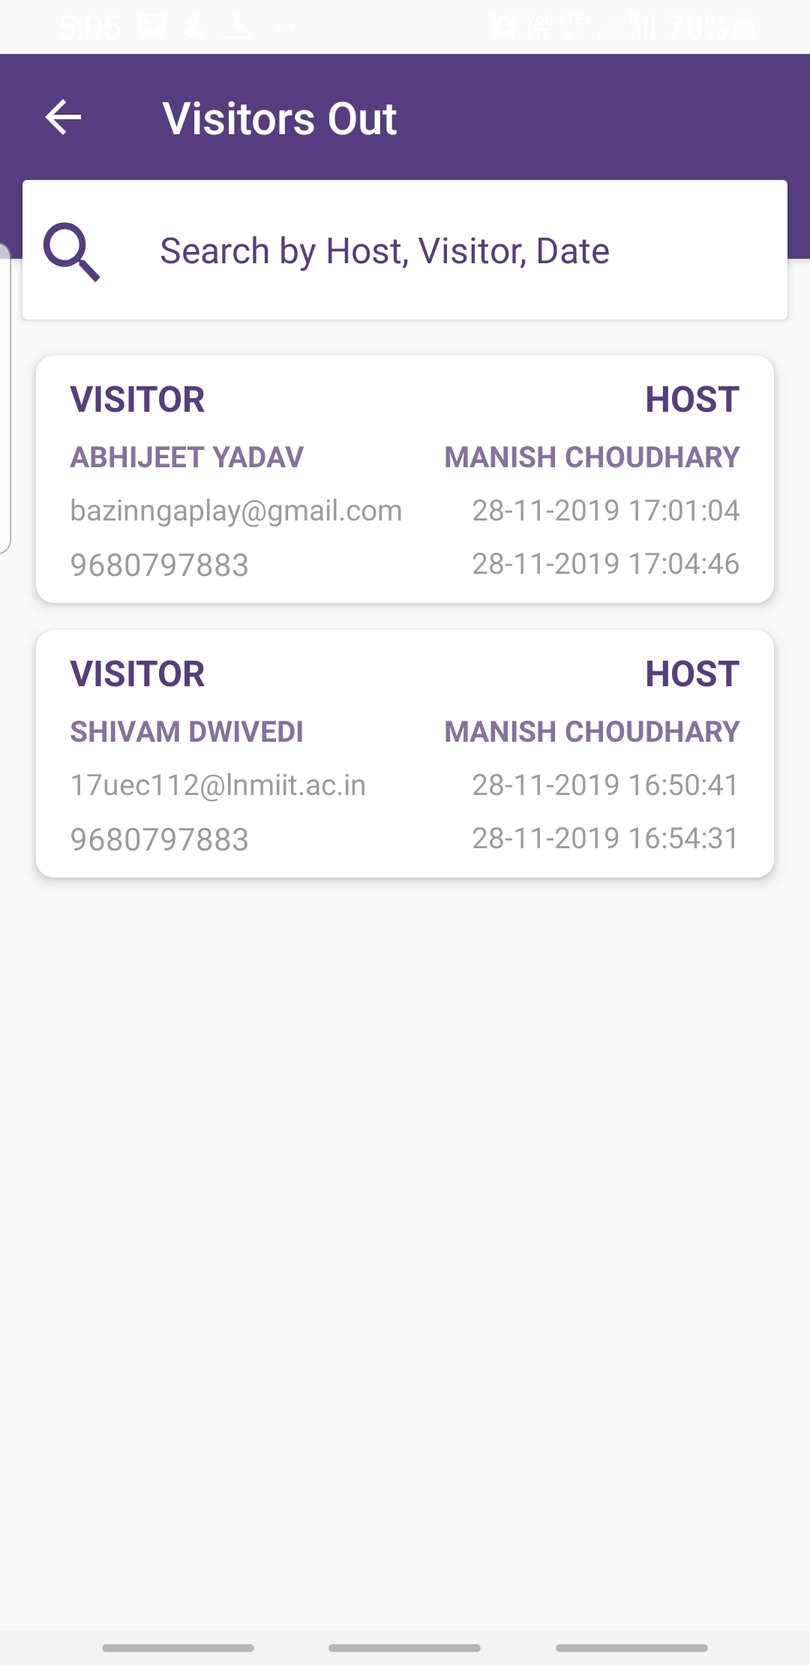 5:05 78%
Visitors Out
Search by Host, Visitor, Date
VISITOR HOST
ABHIJEET YADAV MANISH CHOUDHARY
bazinngaplay@gmail.com 28-11-2019 17:01:04
9680797883 28-11-2019 17:04:46
VISITOR HOST
SHIVAM DWIVEDI MANISH CHOUDHARY
17uec112@lnmiit.ac.in 28-11-2019 16:50:41
9680797883 28-11-2019 16:54:31